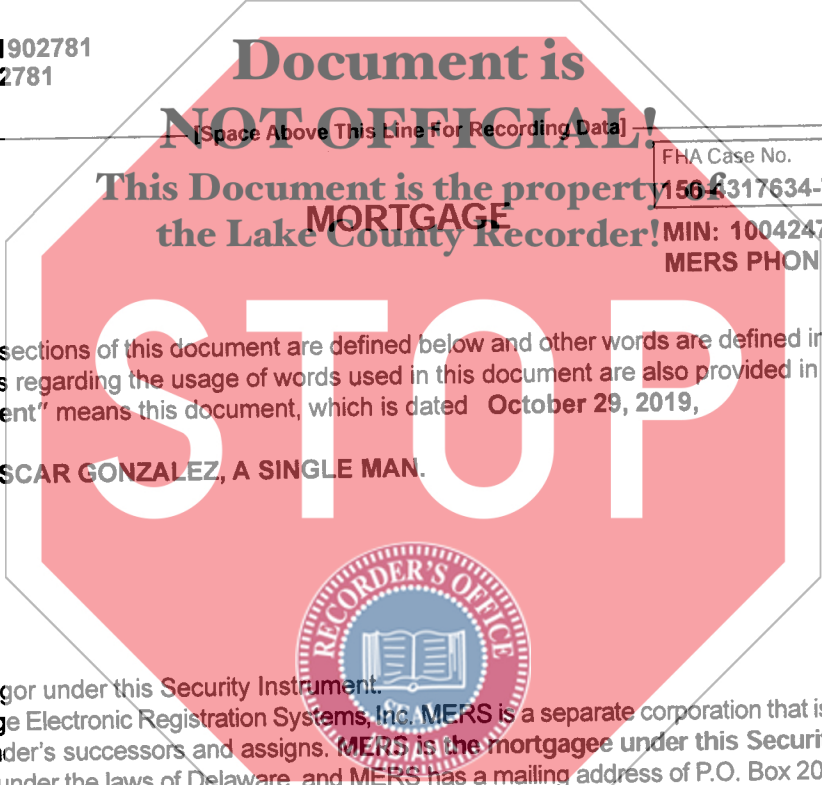 1902781
2781
Document is
NOT OFFICIAL!
[Space Above This Line For Recording Data]
FHA Case No.
This Document is the property of
156-6317634-
MORTGAGE
the Lake County Recorder!
MIN: 1004247
MERS PHON
STOP
sections of this document are defined below and other words are defined in
s regarding the usage of words used in this document are also provided in
ent" means this document, which is dated October 29, 2019,
SCAR GONZALEZ, A SINGLE MAN.
RECORDER'S OFFICE
SEAL
gor under this Security Instrument.
ge Electronic Registration Systems, Inc. MERS is a separate corporation that is
der's successors and assigns. MERS is the mortgagee under this Securi
under the laws of Delaware, and MERS has a mailing address of P.O. Box 20